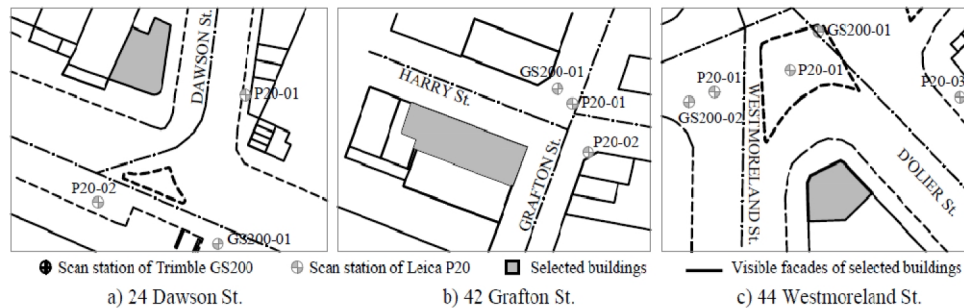 DAWSON St.
P20-01
P20-02
GS200-01
HARRY St.
GS200-01
P20-01
P20-02
GRAFTON St.
GS200-01
P20-01
P20-01
P20-03
GS200-02
WESTMORELAND St.
D'OLIER St.
Scan station of Trimble GS200 Scan station of Leica P20 Selected buildings Visible facades of selected buildings
a) 24 Dawson St. b) 42 Grafton St. c) 44 Westmoreland St.